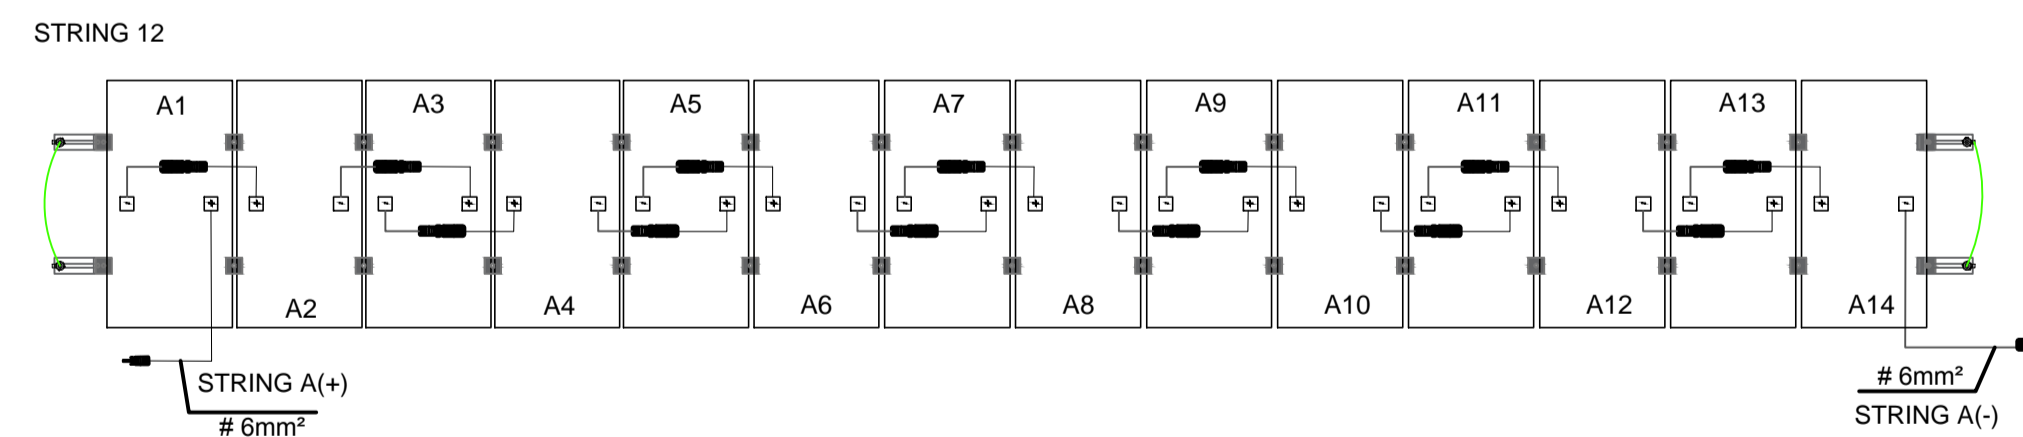 STRING 12
A1
A3
A5
A7
A9
A11
A13
- + + - - + + - - + + - - + + - - + + - - + + - - + + -
A2
A4
A6
A8
A10
A12
A14
STRING A(+)
# 6mm²
# 6mm²
STRING A(-)